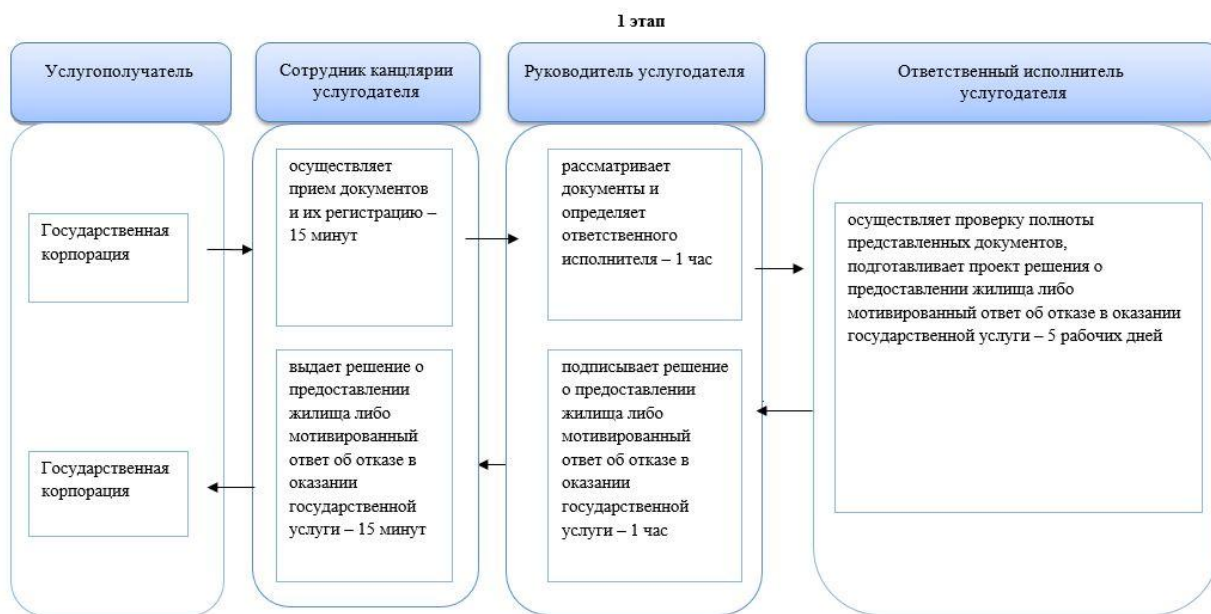 1 этап
Услугополучатель
Сотрудник канцлярии
услугодателя
Руководитель услугодателя
Ответственный исполнитель
услугодателя
Государственная
корпорация
осуществляет
прием документов
и их регистрацию –
15 минут
рассматривает
документы и
определяет
ответственного
исполнителя – 1 час
осуществляет проверку полноты
представленных документов,
подготавливает проект решения о
предоставлении жилища либо
мотивированный ответ об отказе в оказании
государственной услуги – 5 рабочих дней
Государственная
корпорация
выдает решение о
предоставлении
жилища либо
мотивированный
ответ об отказе в
оказании
государственной
услуги – 15 минут
подписывает решение
о предоставлении
жилища либо
мотивированный
ответ об отказе в
оказании
государственной
услуги – 1 час